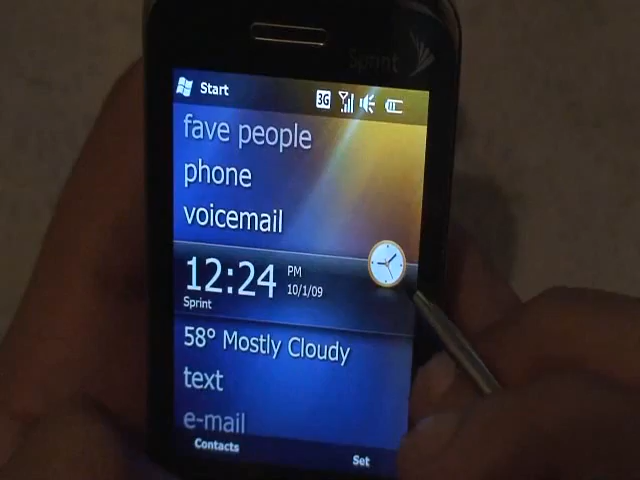 Sprint
Start
3G
fave people
phone
voicemail
12:24 PM
10/1/09
Sprint
58° Mostly Cloudy
text
e-mail
Contacts
Set